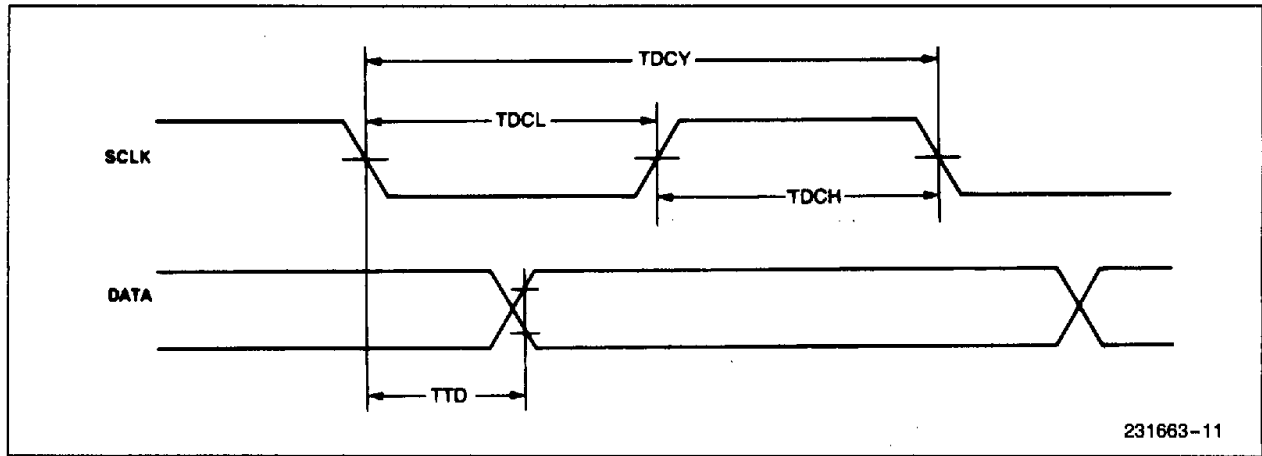 TDCY
TDCL
SCLK
TDCH
DATA
TTD
231663-11